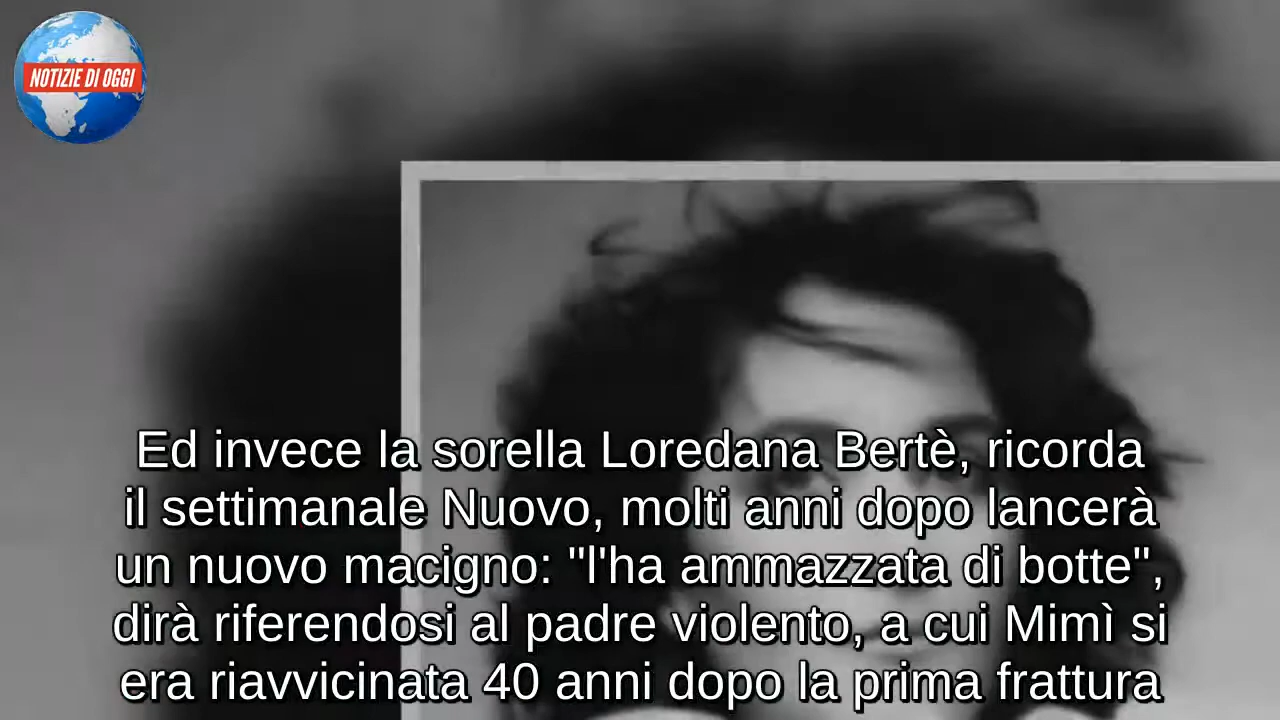 NOTIZIE DI OGGI
Ed invece la sorella Loredana Bertè, ricorda
il settimanale Nuovo, molti anni dopo lancerà
un nuovo macigno: "l'ha ammazzata di botte",
dirà riferendosi al padre violento, a cui Mimì si
era riavvicinata 40 anni dopo la prima frattura